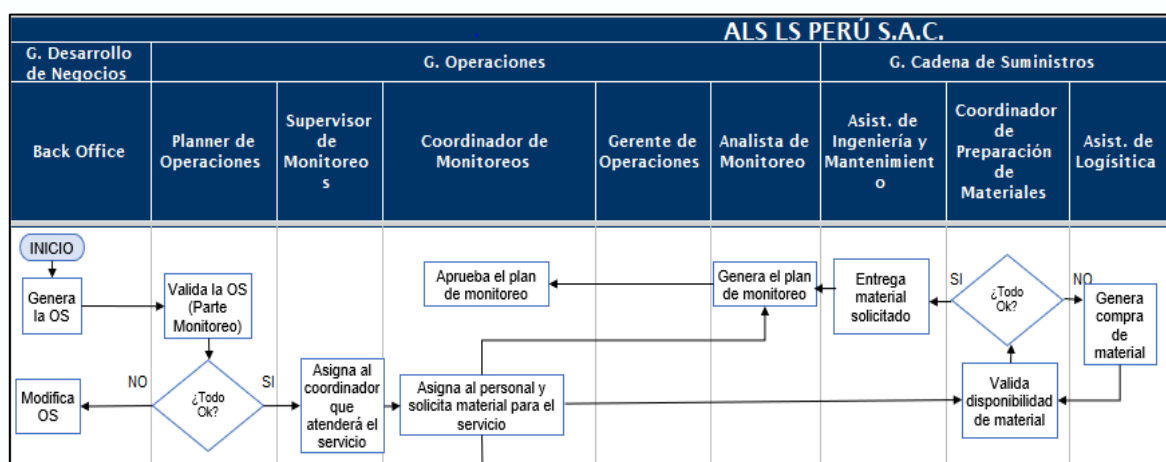 ALS LS PERÚ S.A.C.
G. Desarrollo
de Negocios
G. Operaciones
G. Cadena de Suministros
Back Office
Planner de
Operaciones
Supervisor
de
Monitoreo
s
Coordinador de
Monitoreos
Gerente de
Operaciones
Analista de
Monitoreo
Asist. de
Ingeniería y
Mantenimient
o
Coordinador
de
Preparación
de
Materiales
Asist. de
Logísitica
INICIO
Genera
la OS
Valida la OS
(Parte
Monitoreo)
Aprueba el plan
de monitoreo
Genera el plan
de monitoreo
Entrega
material
solicitado
SI
¿Todo
Ok?
NO
Genera
compra
de
material
Modifica
OS
NO
¿Todo
Ok?
SI
Asigna al
coordinador
que
atenderá el
servicio
Asigna al personal y
solicita material para el
servicio
Valida
disponibilidad
de material